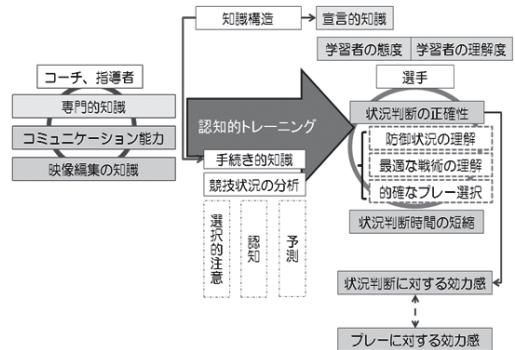 知識構造
宣言的知識
学習者の態度
学習者の理解度
コーチ、指導者
専門的知識
コミュニケーション能力
映像編集の知識
認知的トレーニング
手続き的知識
競技状況の分析
選択的注意
認知
予測
選手
状況判断の正確性
防御状況の理解
最適な戦術の理解
的確なプレー選択
状況判断時間の短縮
状況判断に対する効力感
プレーに対する効力感